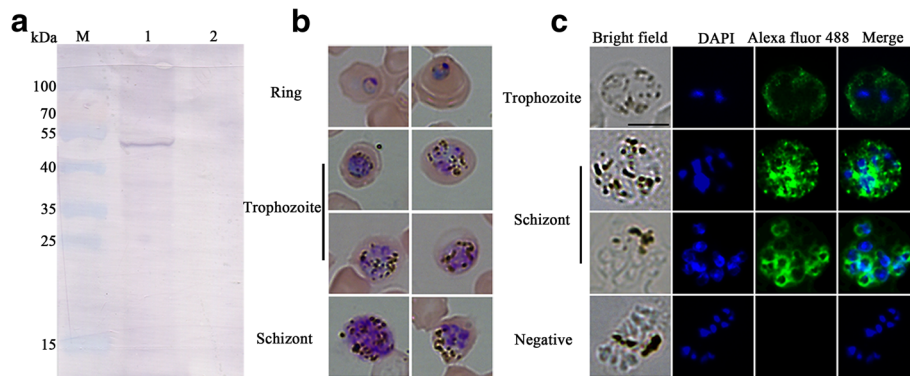 a
kDa M 1 2
100
70
55
40
35
25
15
b
Ring
Trophozoite
Schizont
c
Bright field DAPI Alexa fluor 488 Merge
Trophozoite
Schizont
Negative